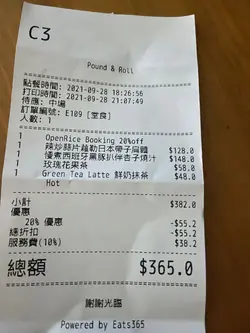 C3
Pound & Roll
點餐時間: 2021-09-28 18:26:56
打印時間: 2021-09-28 21:07:49
侍應: 中場
訂單編號: E109 [堂食]
人數: 1
1 OpenRice Booking 20%off
1 辣炒蒜片蘿勒日本帶子扁麵 $128.0
1 慢煮西班牙黑豚扒伴杏子燒汁 $148.0
1 玫瑰花果茶 $58.0
1 Green Tea Latte 鮮奶抹茶 $48.0
Hot
小計 $382.0
優惠
20% 優惠 -$55.2
總折扣 -$55.2
服務費(10%) $38.2
總額 $365.0
謝謝光臨
Powered by Eats365